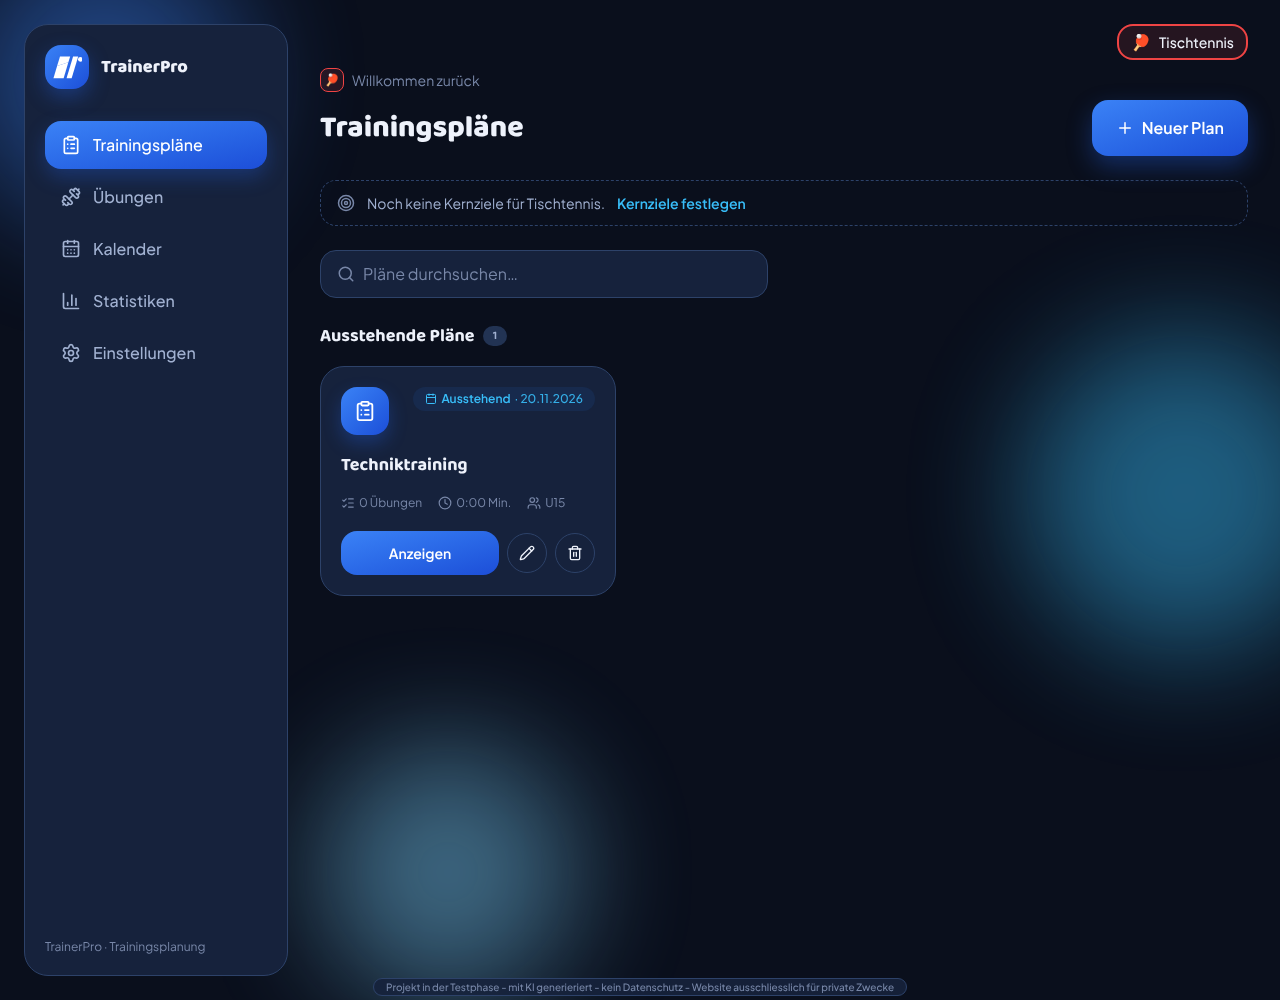 TrainerPro
Trainingspläne
Übungen
Kalender
Statistiken
Einstellungen
TrainerPro · Trainingsplanung
Tischtennis
Willkommen zurück
Trainingspläne
Neuer Plan
Noch keine Kernziele für Tischtennis. Kernziele festlegen
Pläne durchsuchen…
Ausstehende Pläne 1
Ausstehend · 20.11.2026
Techniktraining
0 Übungen 0:00 Min. U15
Anzeigen
Projekt in der Testphase - mit KI generieriert - kein Datenschutz - Website ausschliesslich für private Zwecke